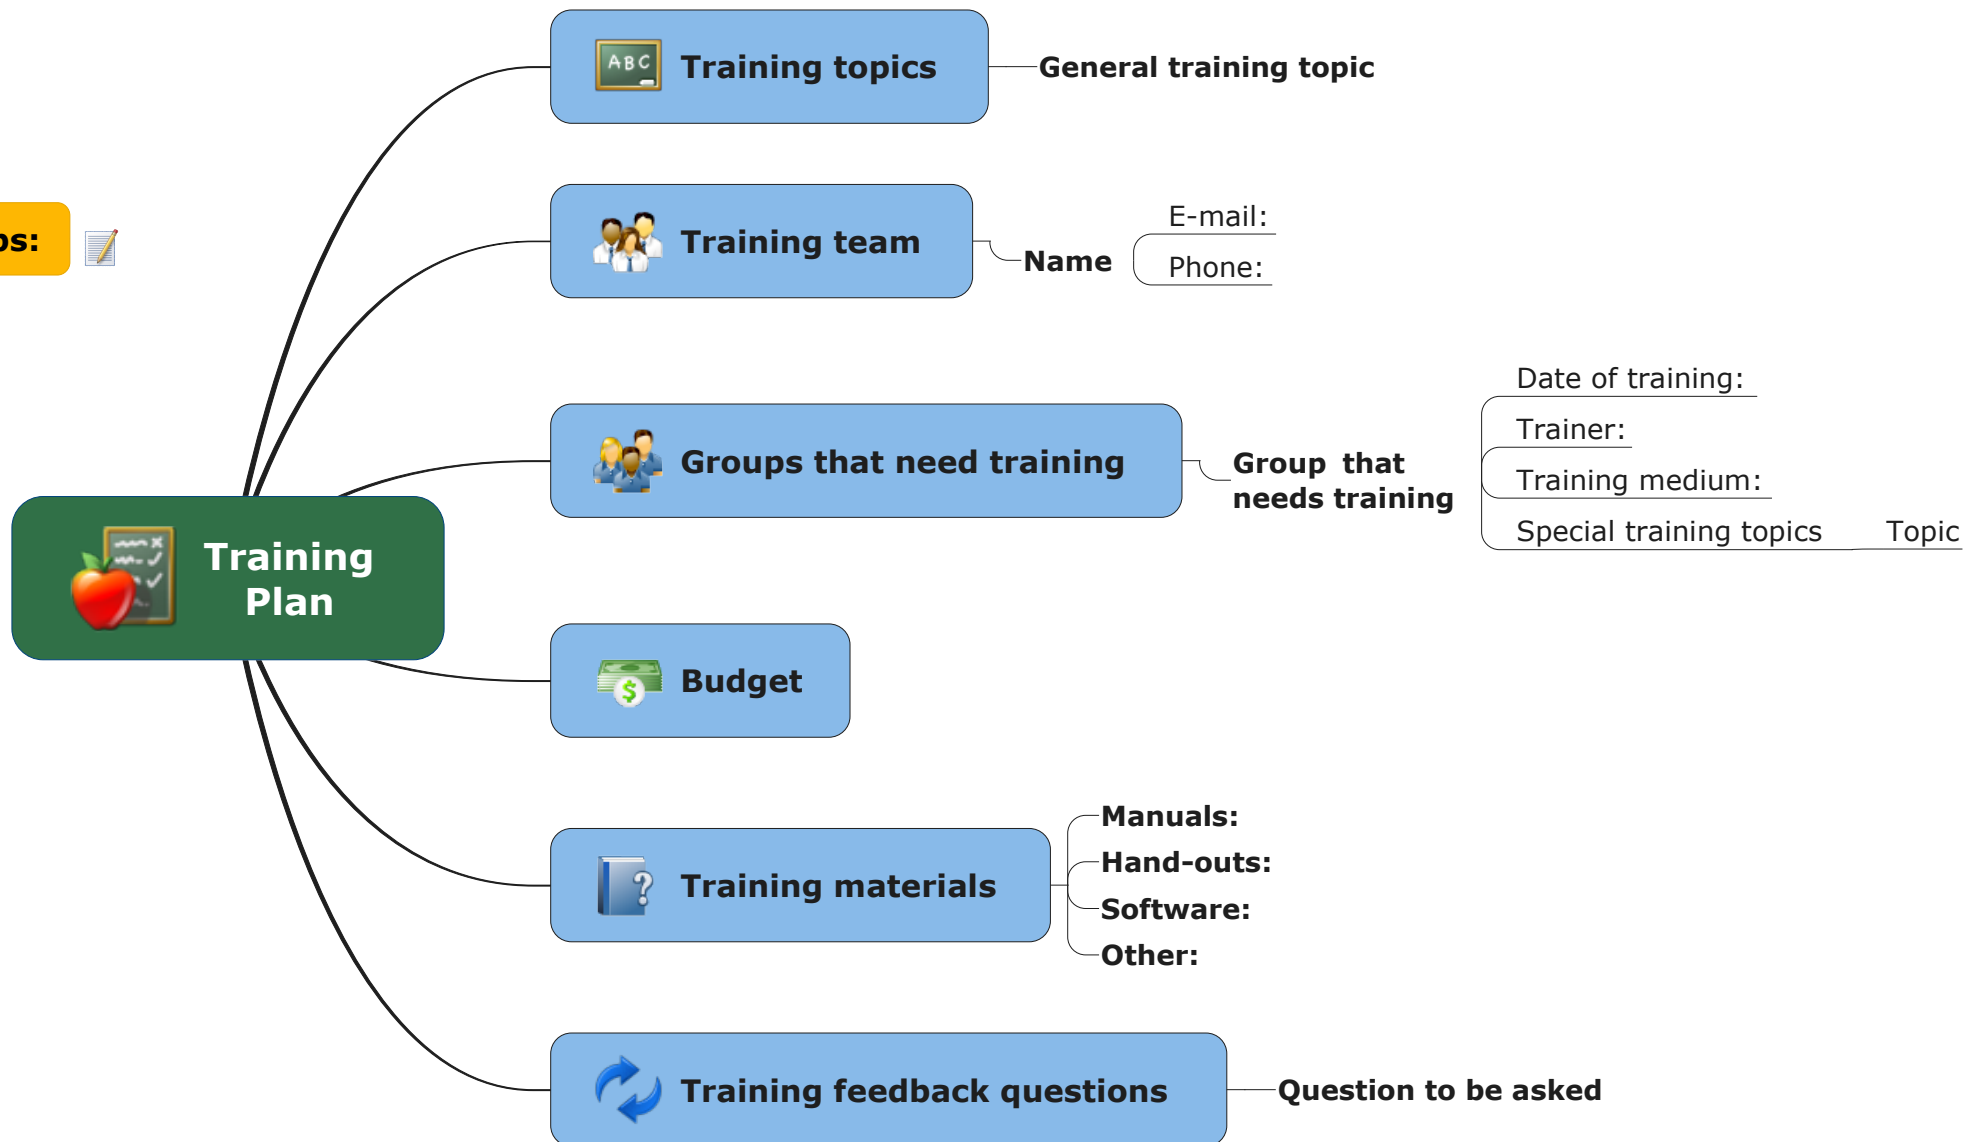 ABC
Training topics
General training topic
ps:
Training team
Name
E-mail:
Phone:
Groups that need training
Group that
needs training
Date of training:
Trainer:
Training medium:
Special training topics
Topic
Training
Plan
Budget
Training materials
Manuals:
Hand-outs:
Software:
Other:
Training feedback questions
Question to be asked